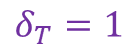 δ_T = 1